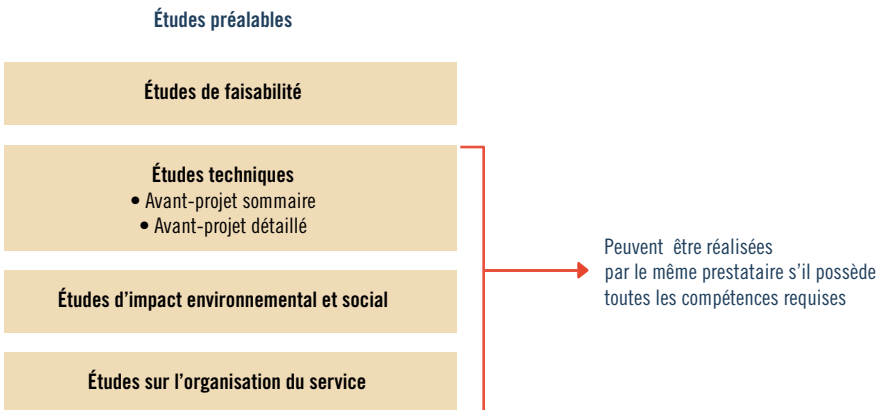 Études préalables
Études de faisabilité
Études techniques
• Avant-projet sommaire
• Avant-projet détaillé
Études d’impact environnemental et social
Études sur l’organisation du service
Peuvent être réalisées
par le même prestataire s’il possède
toutes les compétences requises